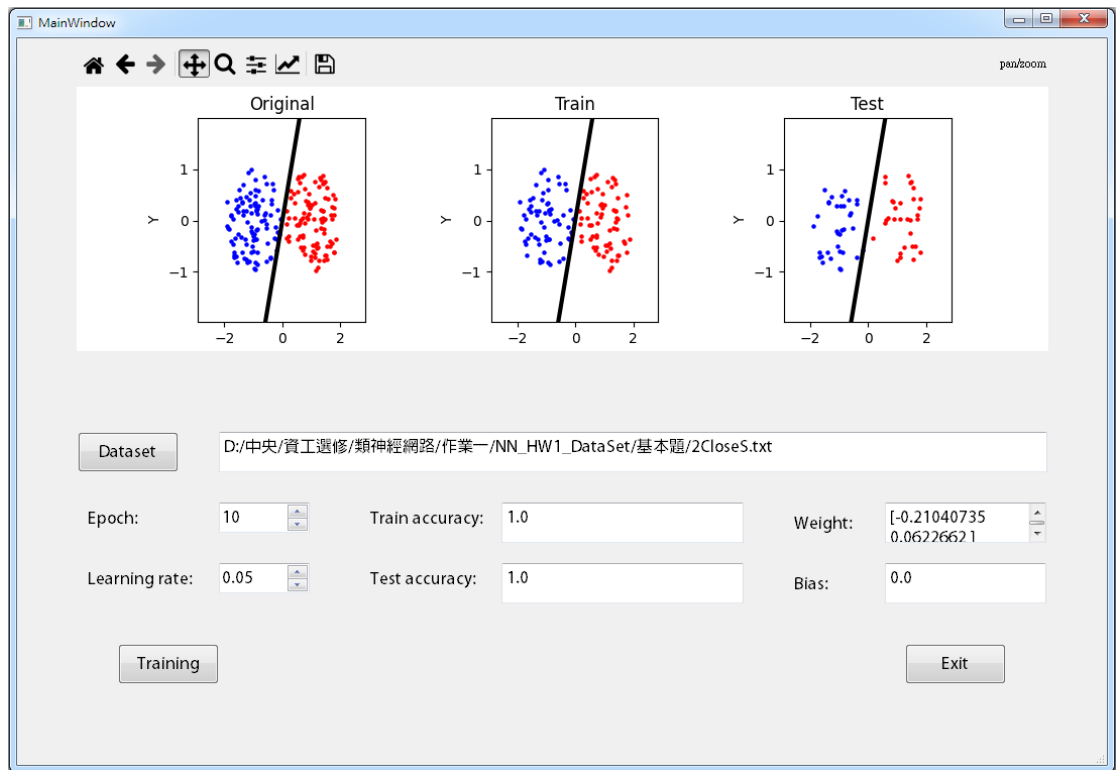 MainWindow
pan/zoom
Original
Train
Test
1
0
−1
Y
−2
0
2
1
0
−1
Y
−2
0
2
1
0
−1
Y
−2
0
2
Dataset
D:/中央/資工選修/類神經網路/作業一/NN_HW1_DataSet/基本題/2CloseS.txt
Epoch:
10
Train accuracy:
1.0
Weight:
[-0.21040735
0.06226621]
Learning rate:
0.05
Test accuracy:
1.0
Bias:
0.0
Training
Exit